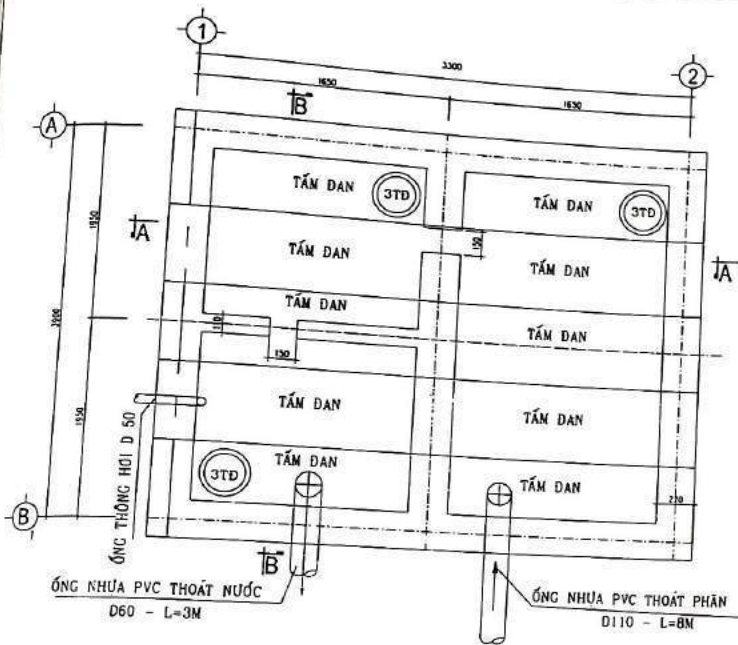 1
2
3300
1650
1650
B
A
TẤM ĐAN
3TĐ
TẤM ĐAN
3TĐ
1950
A
TẤM ĐAN
150
TẤM ĐAN
A
3900
TẤM ĐAN
110
TẤM ĐAN
150
1950
TẤM ĐAN
TẤM ĐAN
ỐNG THÔNG HƠI D 50
3TĐ
TẤM ĐAN
TẤM ĐAN
220
B
B
ỐNG NHỰA PVC THOÁT NƯỚC
D60 - L=3M
ỐNG NHỰA PVC THOÁT PHÂN
D110 - L=8M